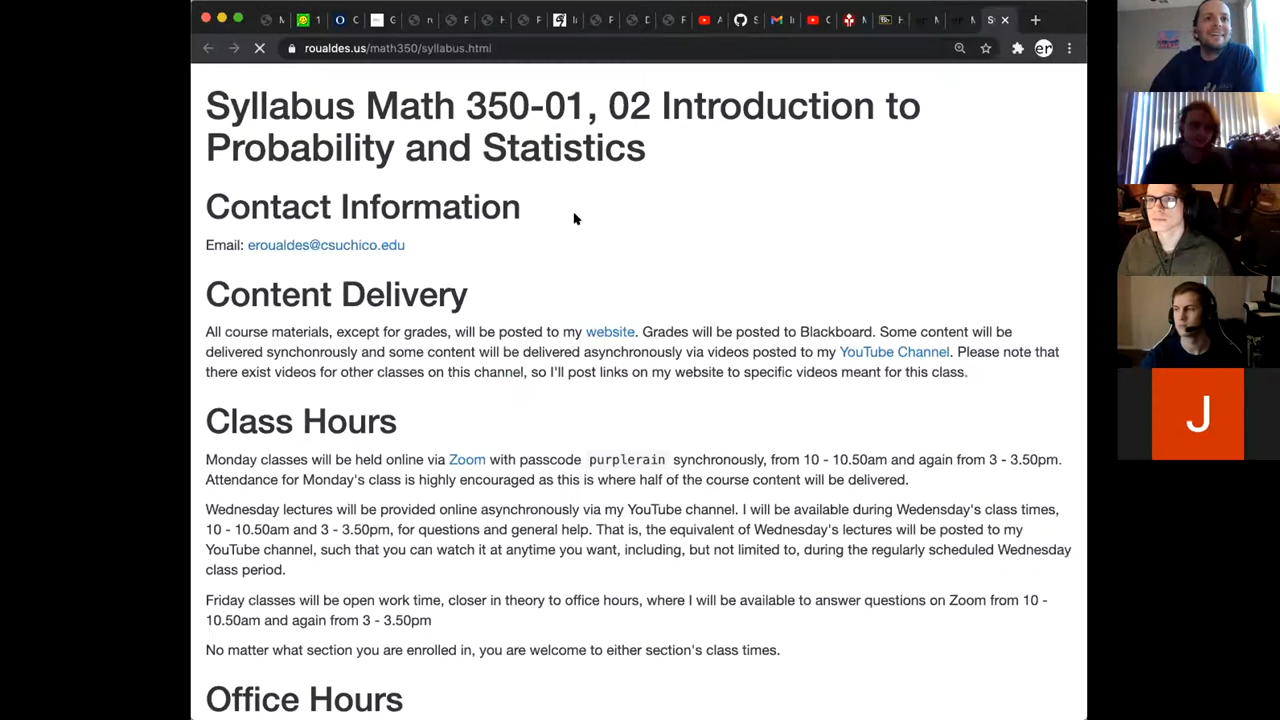 roualdes.us/math350/syllabus.html
er
Syllabus Math 350-01, 02 Introduction to
Probability and Statistics
Contact Information
Email: eroualdes@csuchico.edu
Content Delivery
All course materials, except for grades, will be posted to my website. Grades will be posted to Blackboard. Some content will be
delivered synchonrously and some content will be delivered asynchronously via videos posted to my YouTube Channel. Please note that
there exist videos for other classes on this channel, so I'll post links on my website to specific videos meant for this class.
Class Hours
Monday classes will be held online via Zoom with passcode purplerain synchronously, from 10 - 10.50am and again from 3 - 3.50pm.
Attendance for Monday's class is highly encouraged as this is where half of the course content will be delivered.
Wednesday lectures will be provided online asynchronously via my YouTube channel. I will be available during Wedensday's class times,
10 - 10.50am and 3 - 3.50pm, for questions and general help. That is, the equivalent of Wednesday's lectures will be posted to my
YouTube channel, such that you can watch it at anytime you want, including, but not limited to, during the regularly scheduled Wednesday
class period.
Friday classes will be open work time, closer in theory to office hours, where I will be available to answer questions on Zoom from 10 -
10.50am and again from 3 - 3.50pm
No matter what section you are enrolled in, you are welcome to either section's class times.
Office Hours
J